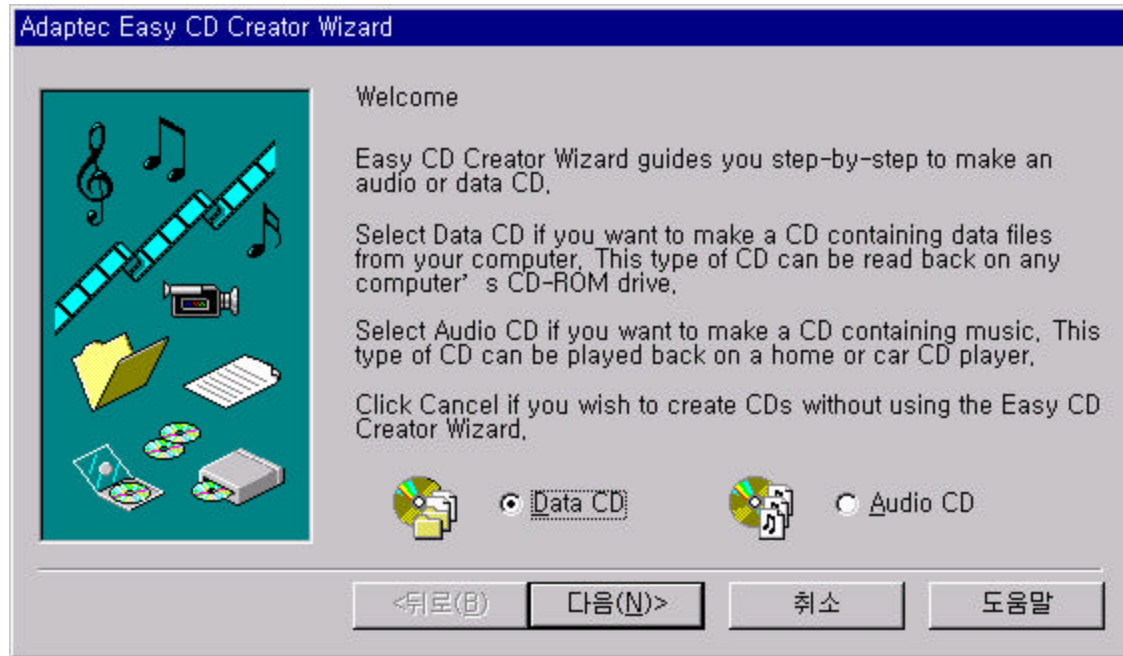 Adaptec Easy CD Creator Wizard
Welcome
Easy CD Creator Wizard guides you step-by-step to make an
audio or data CD.
Select Data CD if you want to make a CD containing data files
from your computer. This type of CD can be read back on any
computer’s CD-ROM drive.
Select Audio CD if you want to make a CD containing music. This
type of CD can be played back on a home or car CD player.
Click Cancel if you wish to create CDs without using the Easy CD
Creator Wizard.
Data CD
Audio CD
<뒤로(B)
다음(N)>
취소
도움말